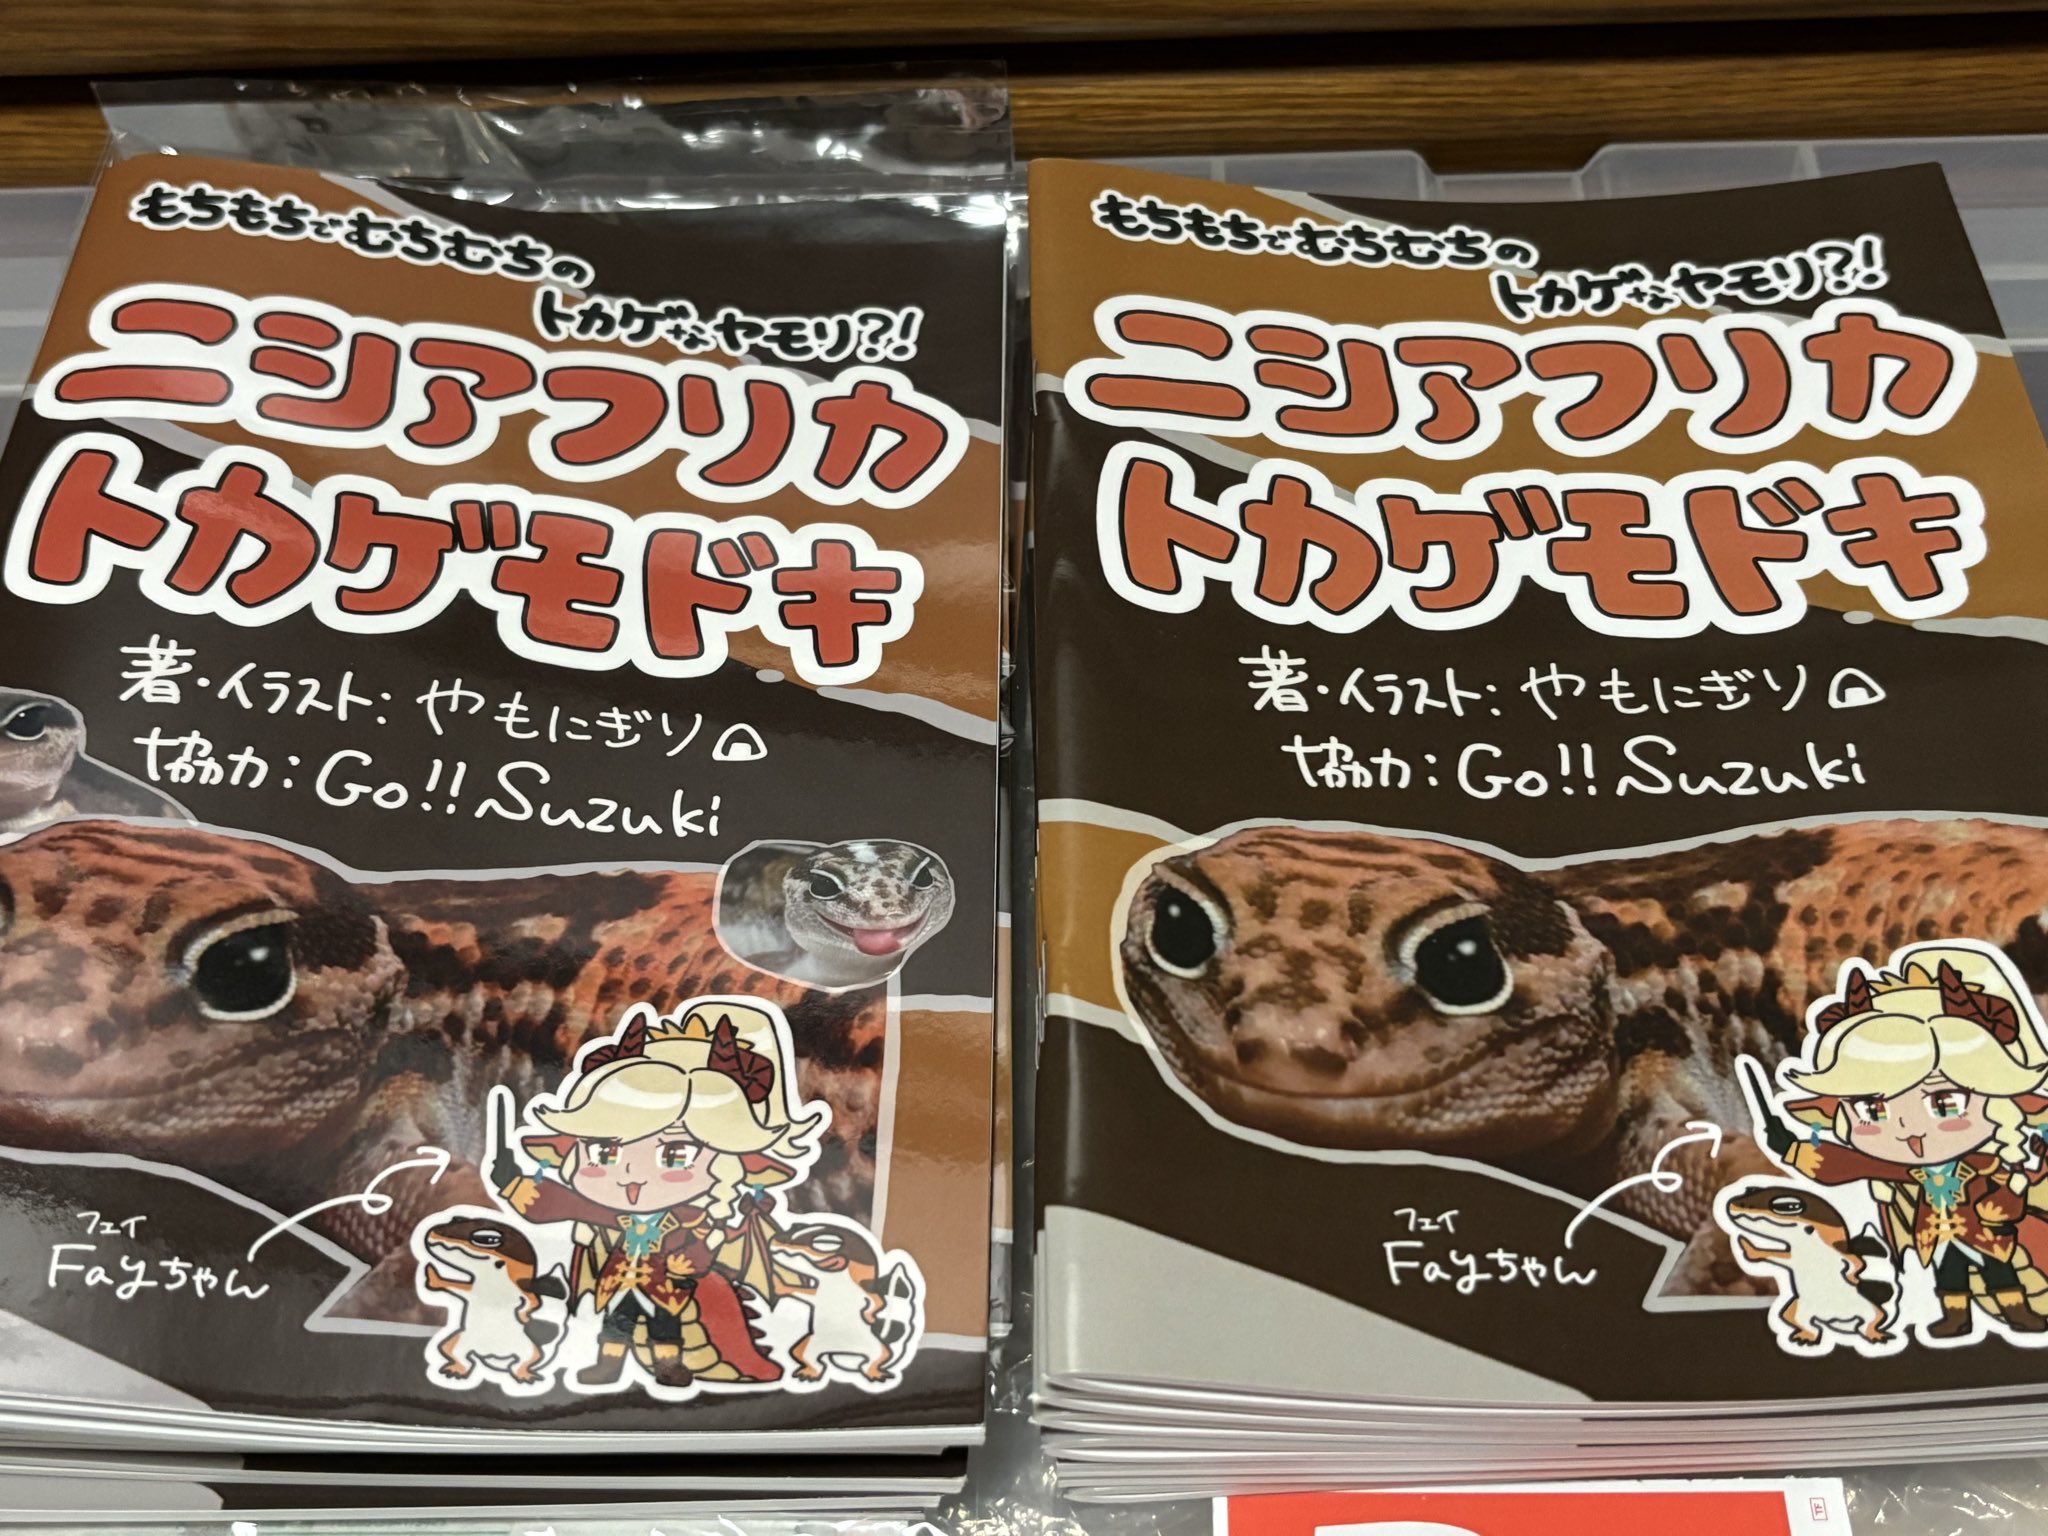 もちもちでむちむちの
トカゲなヤモリ?!
ニシアフリカ
トカゲモドキ
著・イラスト:やもにぎり
協力:Go!! Suzuki
フェイ
Fayちゃん
もちもちでむちむちの
トカゲなヤモリ?!
ニシアフリカ
トカゲモドキ
著・イラスト:やもにぎり
協力:Go!! Suzuki
フェイ
Fayちゃん